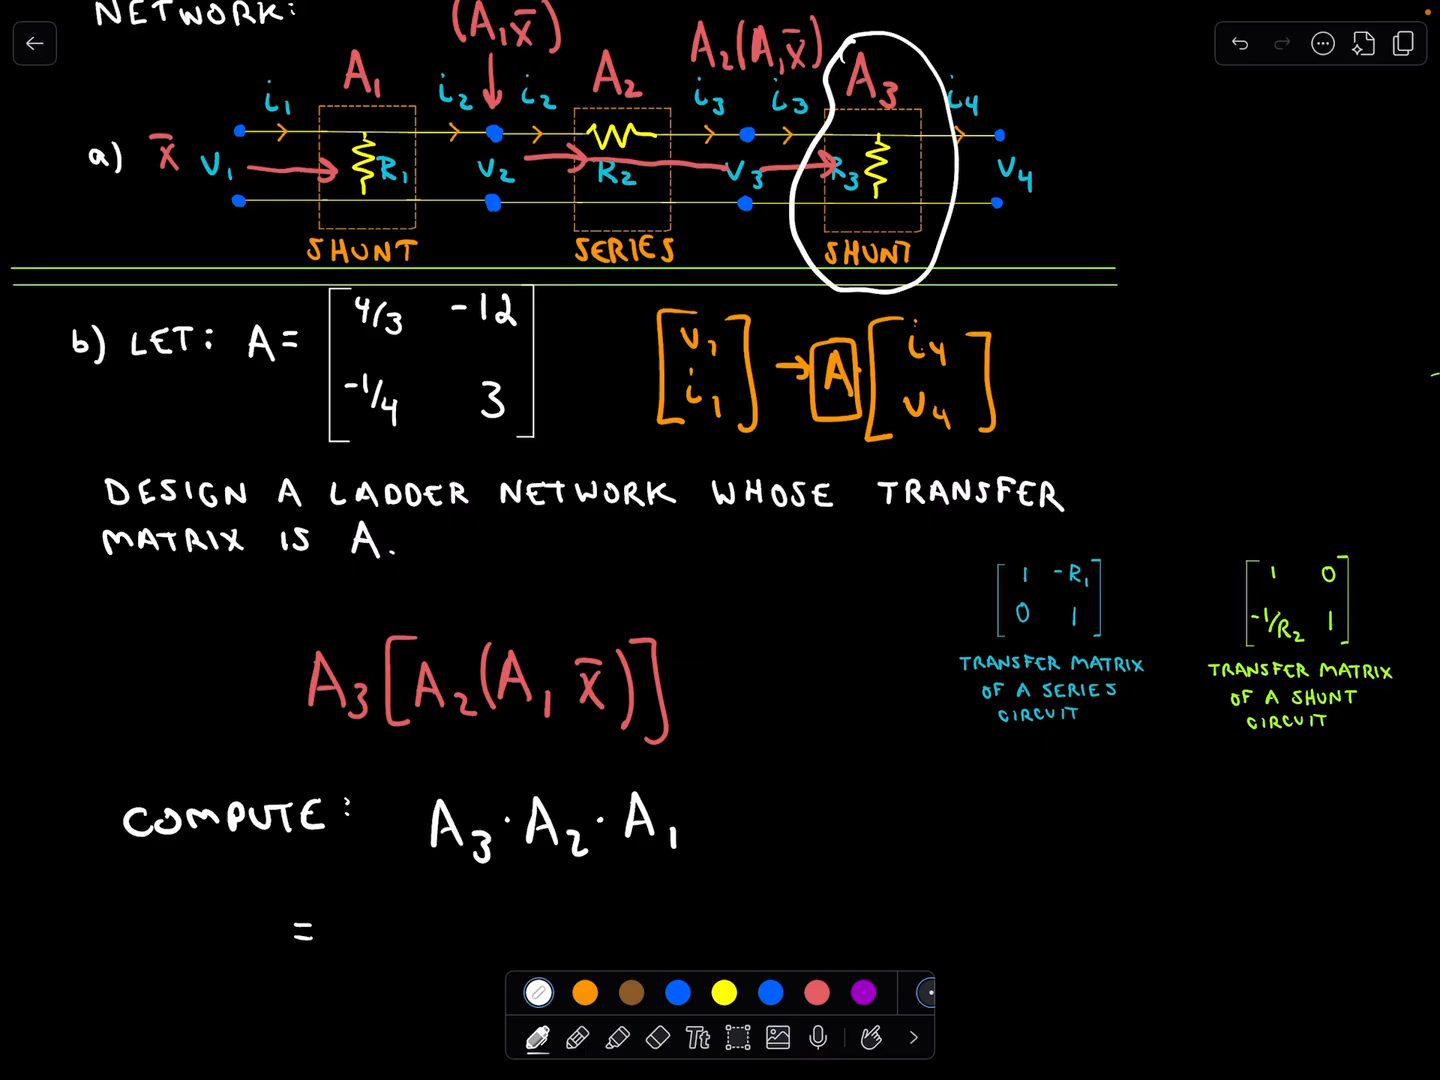 NETWORK:
(A₁x̄)
A₂(A₁x̄)
A₁ A₂ A₃
i₁ i₂ i₂ i₃ i₃ i₄
a) x̄ V₁ R₁ V₂ R₂ V₃ R₃ V₄
SHUNT SERIES SHUNT
b) LET: A = [4/3 -12
-1/4 3]
[v₁ → A [i₄
i₁] v₄]
DESIGN A LADDER NETWORK WHOSE TRANSFER
MATRIX IS A.
[1 -R₁
0 1]
TRANSFER MATRIX
OF A SERIES
CIRCUIT
[1 0
-1/R₂ 1]
TRANSFER MATRIX
OF A SHUNT
CIRCUIT
A₃[A₂(A₁ x̄)]
COMPUTE: A₃ · A₂ · A₁
=
Tt